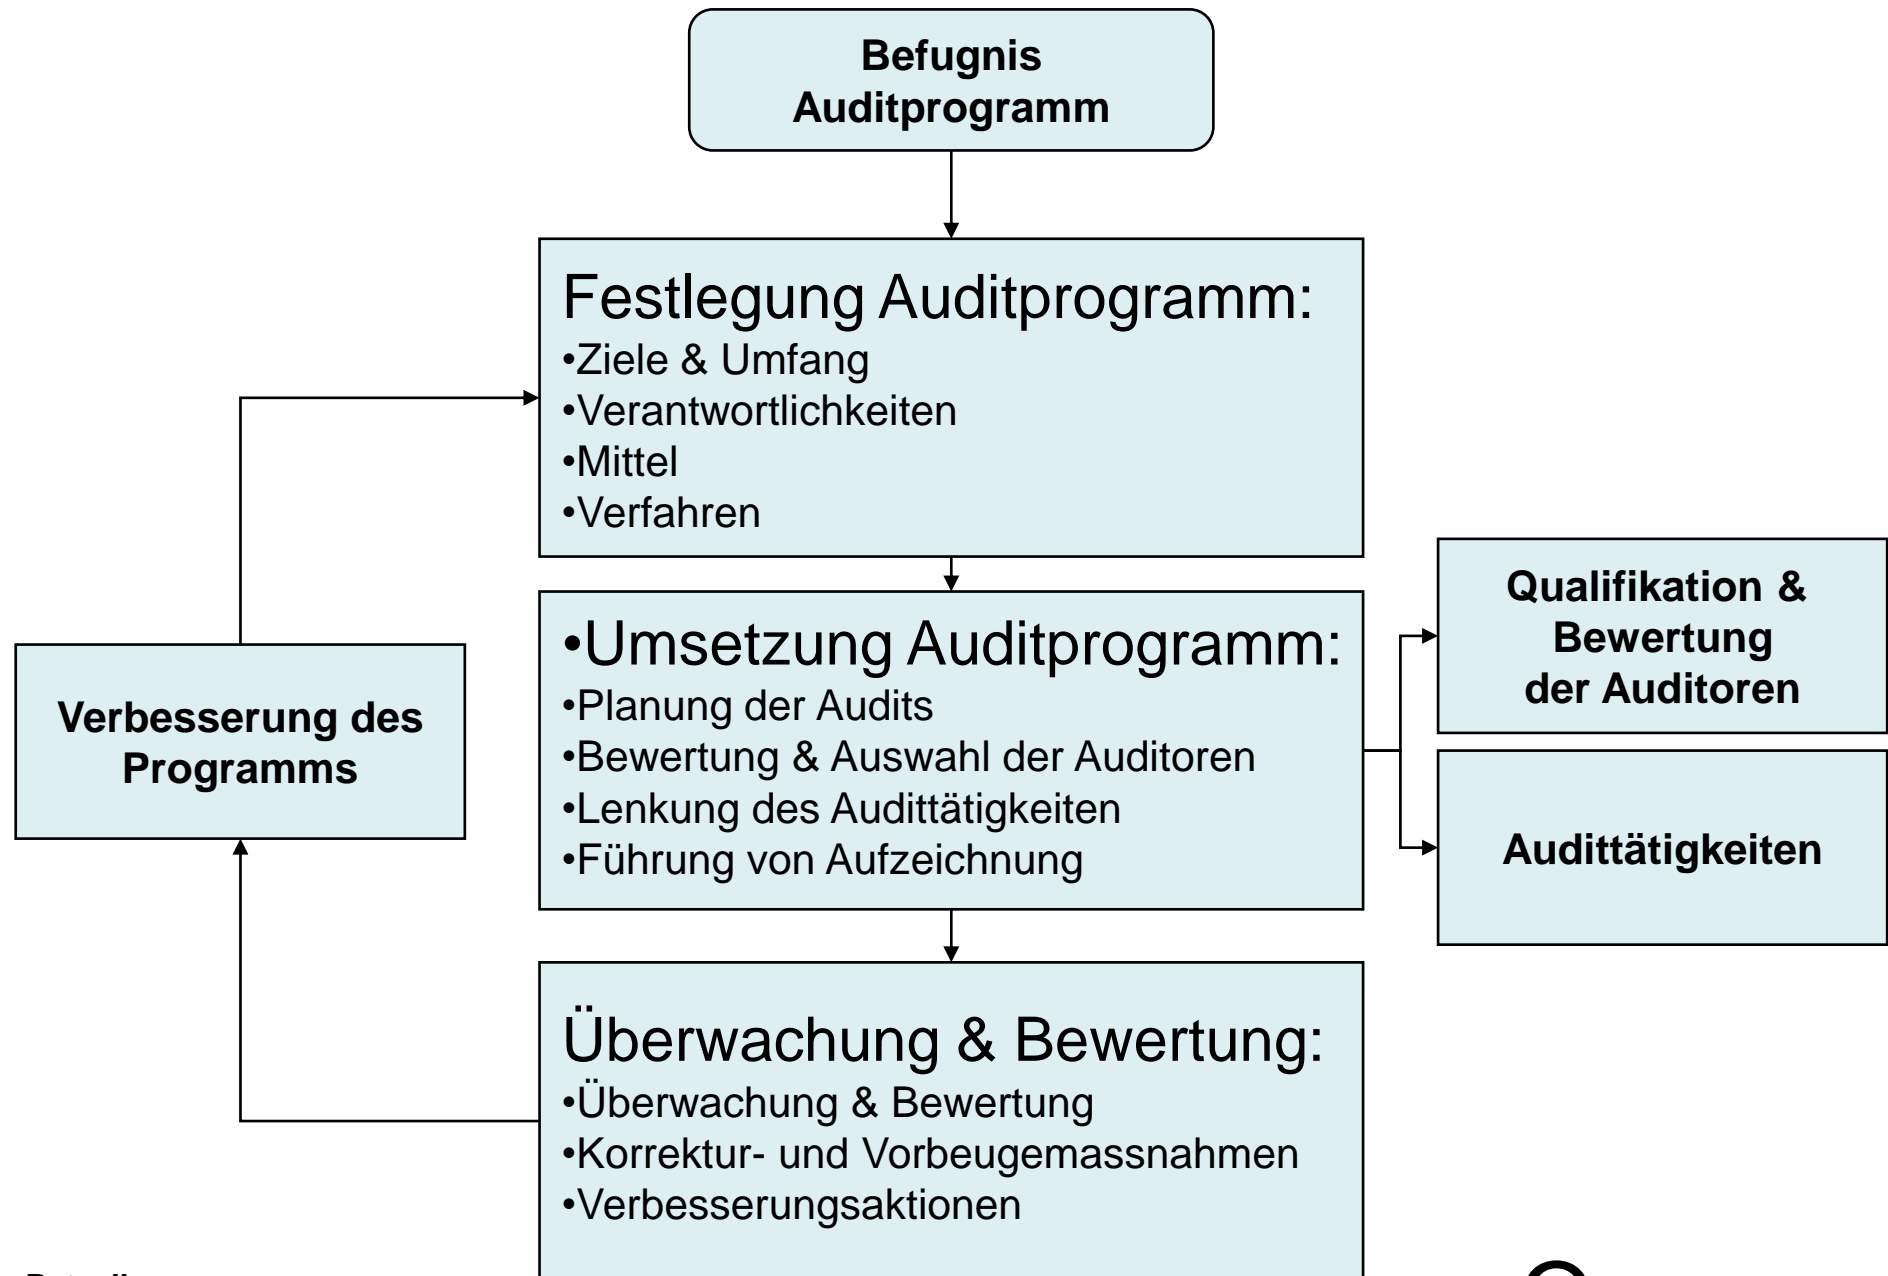 Befugnis
Auditprogramm
Festlegung Auditprogramm:
•Ziele & Umfang
•Verantwortlichkeiten
•Mittel
•Verfahren
Qualifikation &
Bewertung
der Auditoren
•Umsetzung Auditprogramm:
•Planung der Audits
•Bewertung & Auswahl der Auditoren
•Lenkung des Audittätigkeiten
•Führung von Aufzeichnung
Verbesserung des
Programms
Audittätigkeiten
Überwachung & Bewertung:
•Überwachung & Bewertung
•Korrektur- und Vorbeugemassnahmen
•Verbesserungsaktionen